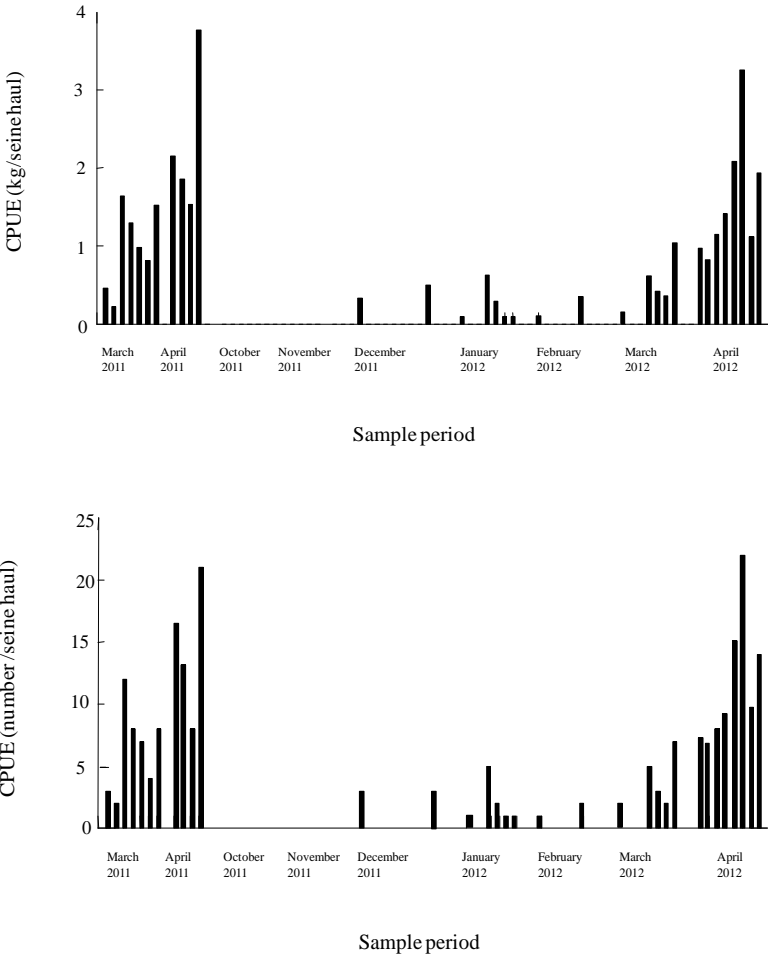 4
3
2
1
0
CPUE (kg/seine haul)
March April October November December January February March April
2011 2011 2011 2011 2011 2012 2012 2012 2012
Sample period
25
20
15
10
5
0
CPUE (number/seine haul)
March April October November December January February March April
2011 2011 2011 2011 2011 2012 2012 2012 2012
Sample period